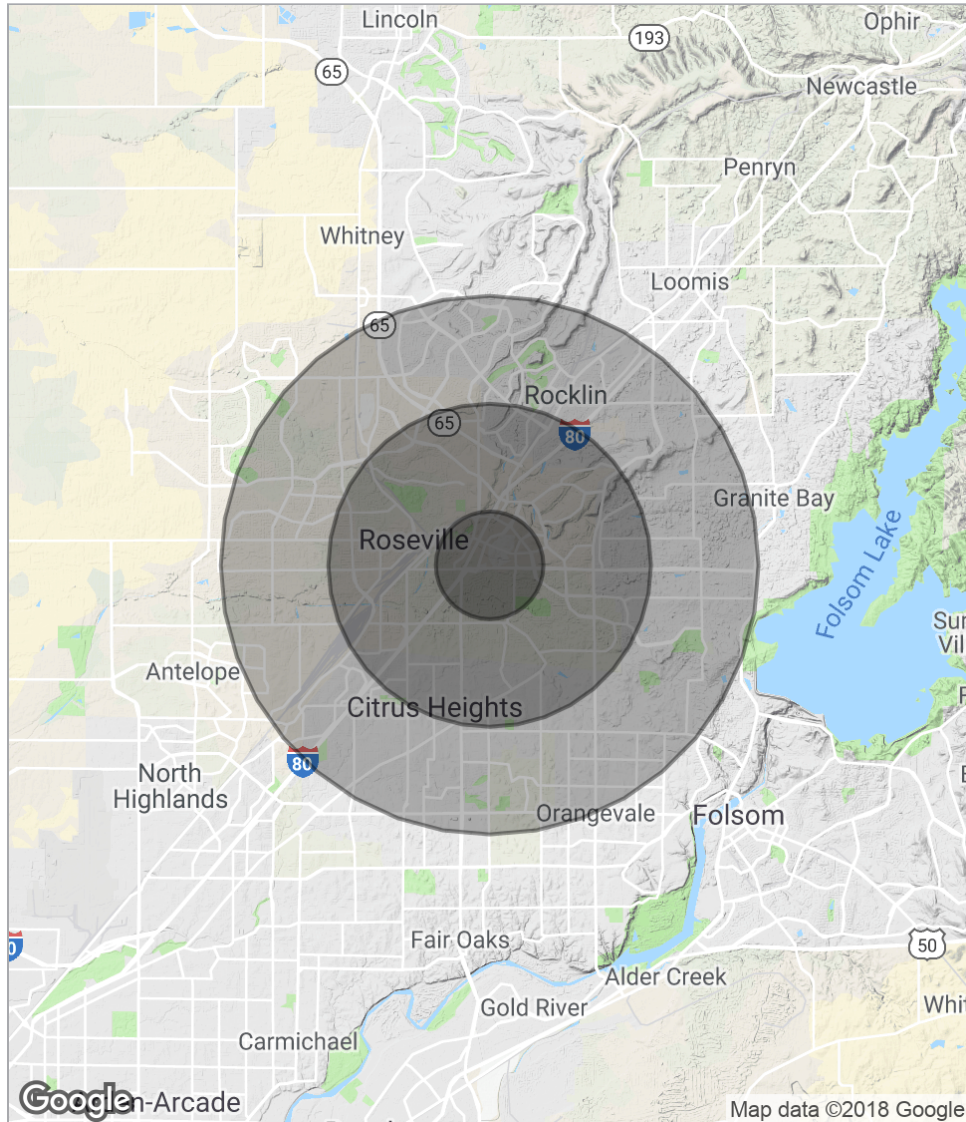 Lincoln
Ophir
193
65
Newcastle
Penryn
Whitney
Loomis
65
Rocklin
65
80
Granite Bay
Roseville
Folsom Lake
Antelope
Citrus Heights
80
North
Highlands
Orangevale
Folsom
Fair Oaks
50
Alder Creek
Gold River
Carmichael
Google
Map data ©2018 Google